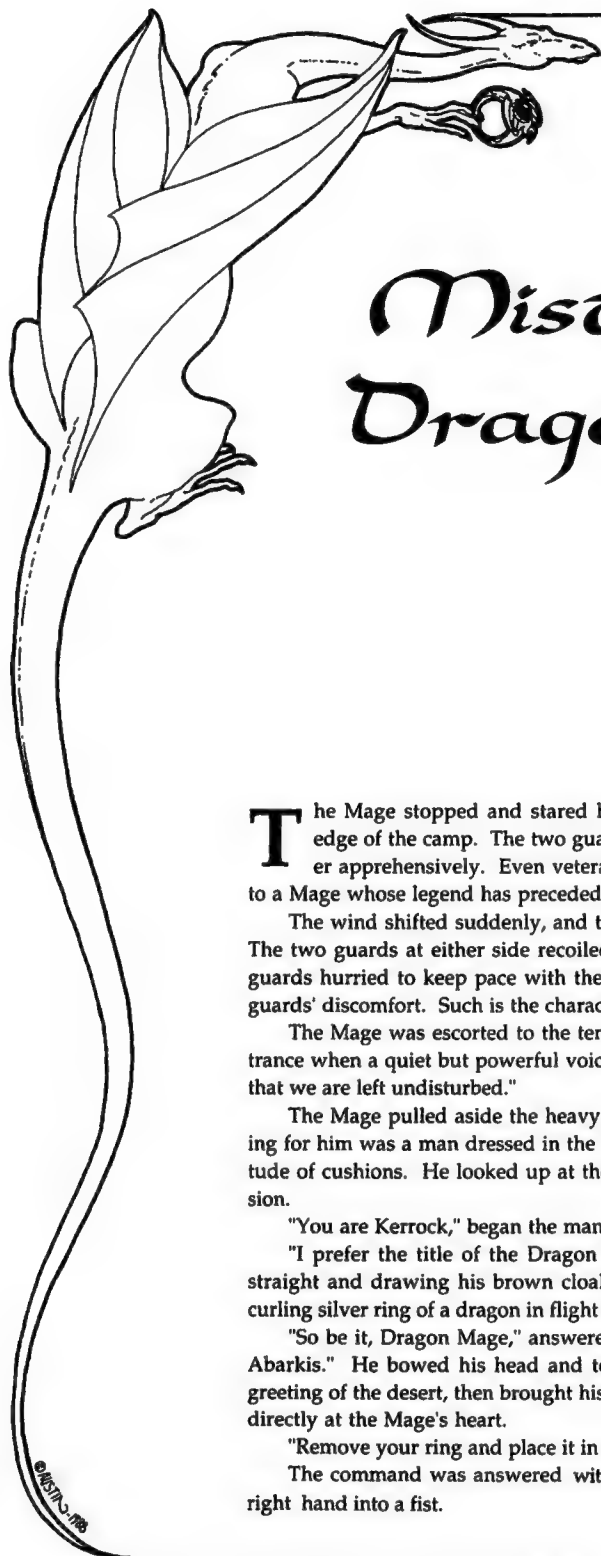 Mist
Drag
The Mage stopped and stared
edge of the camp. The two gua
er apprehensively. Even vetera
to a Mage whose legend has preceded
The wind shifted suddenly, and t
The two guards at either side recoiled
guards hurried to keep pace with the
guards' discomfort. Such is the charac
The Mage was escorted to the ten
trance when a quiet but powerful voic
that we are left undisturbed."
The Mage pulled aside the heavy
ing for him was a man dressed in the
tude of cushions. He looked up at th
sion.
"You are Kerrock," began the man
"I prefer the title of the Dragon
straight and drawing his brown cloak
curling silver ring of a dragon in flight
"So be it, Dragon Mage," answere
Abarkis." He bowed his head and to
greeting of the desert, then brought his
directly at the Mage's heart.
"Remove your ring and place it in
The command was answered wit
right hand into a fist.
©AUSTIN-1988